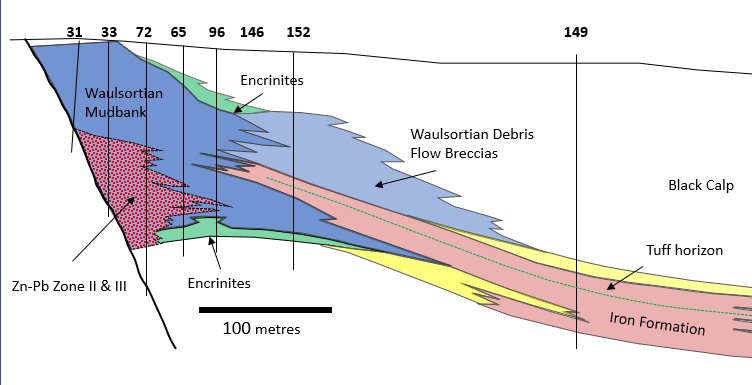 31 33 72 65 96 146 152 149
Encrinites
Waulsortian
Mudbank
Waulsortian Debris
Flow Breccias
Black Calp
Tuff horizon
Zn-Pb Zone II & III
Encrinites
Iron Formation
100 metres